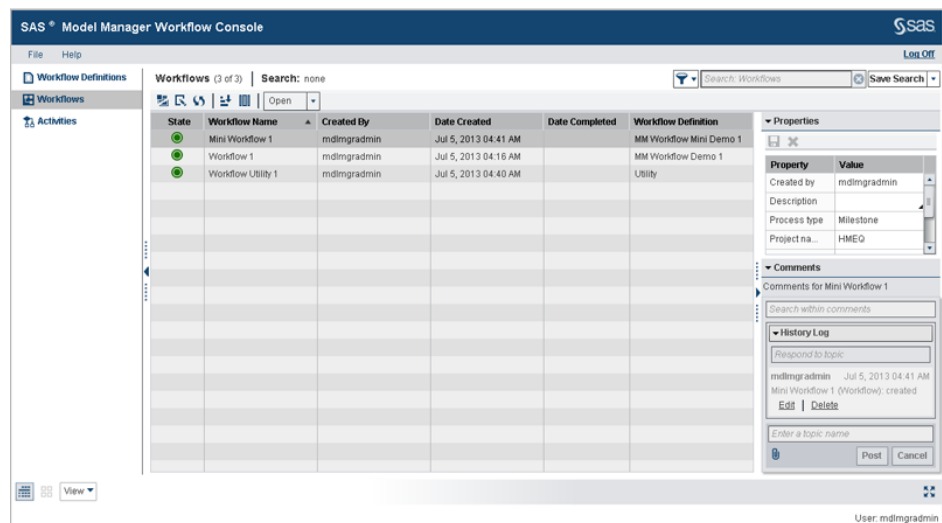 SAS ® Model Manager Workflow Console
sas
File Help
Log Off
Workflow Definitions
Workflows
Activities
Workflows (3 of 3) Search: none
Search: Workflows
Save Search
Open
State Workflow Name Created By Date Created Date Completed Workflow Definition
Mini Workflow 1 mdlmgradmin Jul 5, 2013 04:41 AM MM Workflow Mini Demo 1
Workflow 1 mdlmgradmin Jul 5, 2013 04:16 AM MM Workflow Demo 1
Workflow Utility 1 mdlmgradmin Jul 5, 2013 04:40 AM Utility
Properties
Property Value
Created by mdlmgradmin
Description
Process type Milestone
Project na... HMEQ
Comments
Comments for Mini Workflow 1
Search within comments
History Log
Respond to topic
mdlmgradmin Jul 5, 2013 04:41 AM
Mini Workflow 1 (Workflow): created
Edit | Delete
Enter a topic name
Post Cancel
View
User: mdlmgradmin